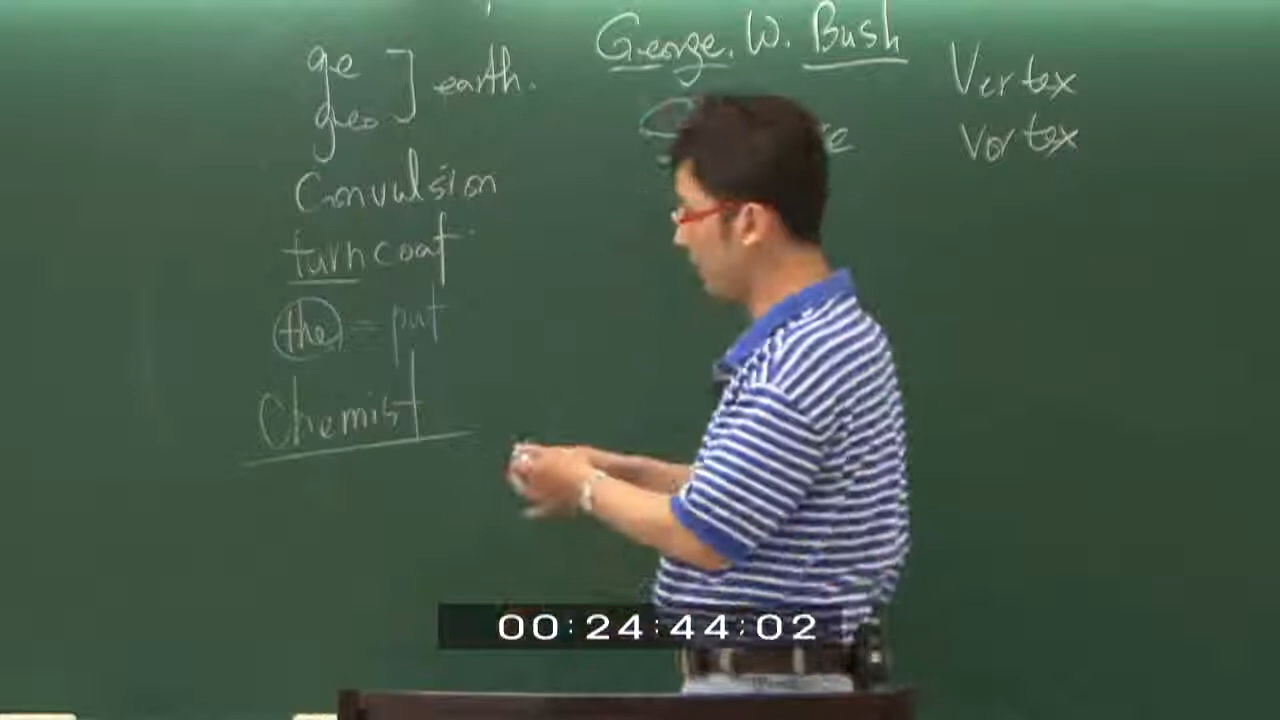 George. W. Bush
ge
geo ] earth.
Convulsion
turncoat
the = put
Chemist
Vertex
vortex
00:24:44:02